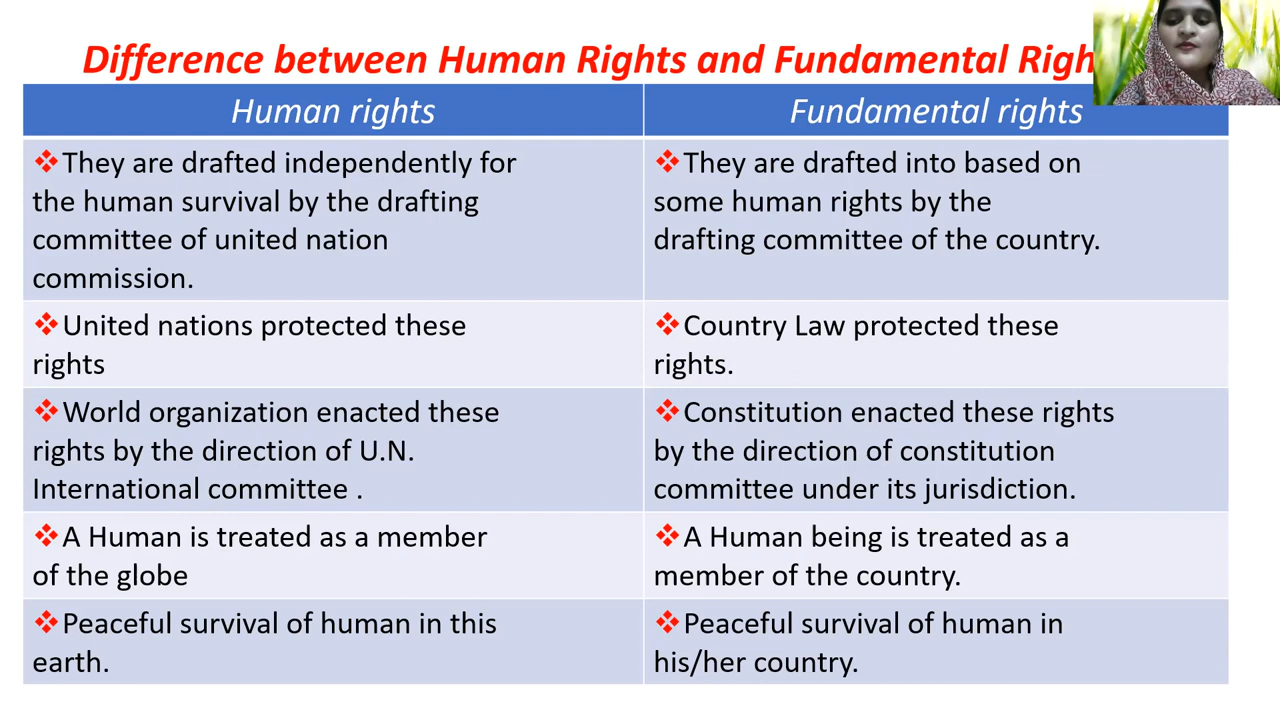 Difference between Human Rights and Fundamental Righ
Human rights
Fundamental rights
❖They are drafted independently for
the human survival by the drafting
committee of united nation
commission.
❖They are drafted into based on
some human rights by the
drafting committee of the country.
❖United nations protected these
rights
❖Country Law protected these
rights.
❖World organization enacted these
rights by the direction of U.N.
International committee .
❖Constitution enacted these rights
by the direction of constitution
committee under its jurisdiction.
❖A Human is treated as a member
of the globe
❖A Human being is treated as a
member of the country.
❖Peaceful survival of human in this
earth.
❖Peaceful survival of human in
his/her country.